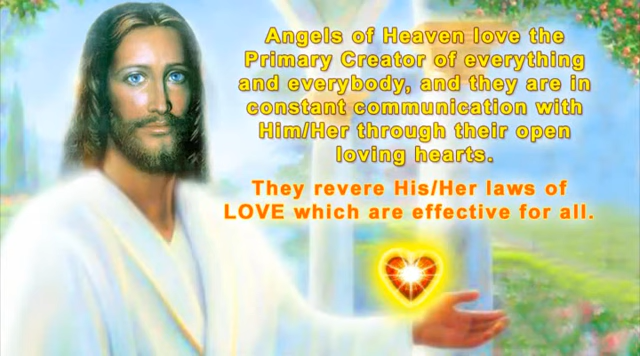 Angels of Heaven love the
Primary Creator of everything
and everybody, and they are in
constant communication with
Him/Her through their open
loving hearts.
They revere His/Her laws of
LOVE which are effective for all.